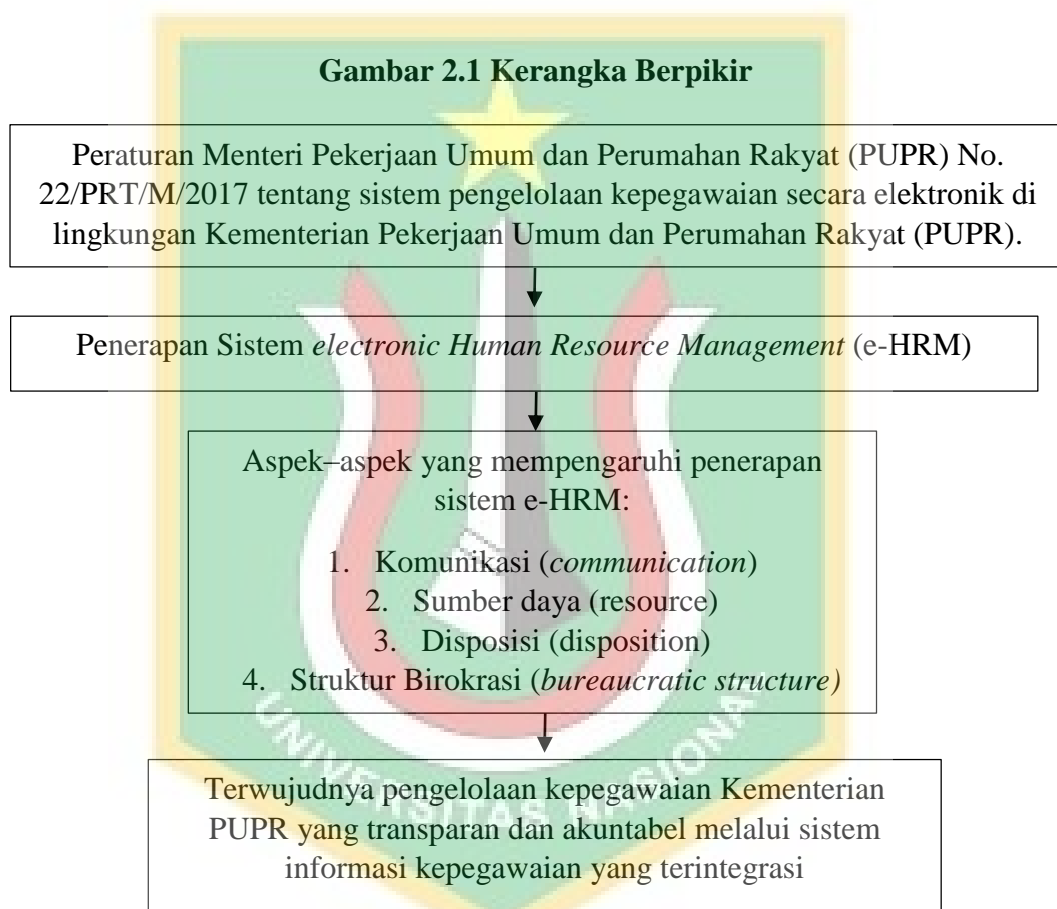 Gambar 2.1 Kerangka Berpikir
Peraturan Menteri Pekerjaan Umum dan Perumahan Rakyat (PUPR) No.
22/PRT/M/2017 tentang sistem pengelolaan kepegawaian secara elektronik di
lingkungan Kementerian Pekerjaan Umum dan Perumahan Rakyat (PUPR).
Penerapan Sistem electronic Human Resource Management (e-HRM)
Aspek–aspek yang mempengaruhi penerapan
sistem e-HRM:
1. Komunikasi (communication)
2. Sumber daya (resource)
3. Disposisi (disposition)
4. Struktur Birokrasi (bureaucratic structure)
UNIVERSITAS NASIONAL
Terwujudnya pengelolaan kepegawaian Kementerian
PUPR yang transparan dan akuntabel melalui sistem
informasi kepegawaian yang terintegrasi